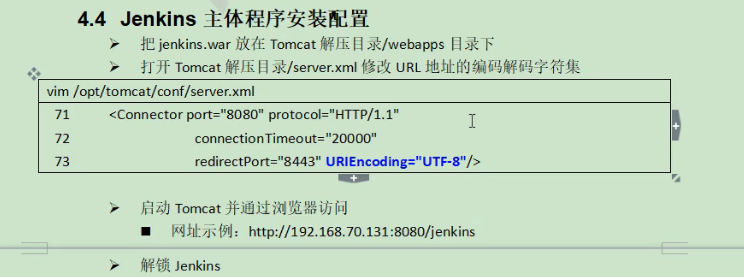 4.4 Jenkins 主体程序安装配置
➢ 把 jenkins.war 放在 Tomcat 解压目录/webapps 目录下
➢ 打开 Tomcat 解压目录/server.xml 修改 URL 地址的编码解码字符集
vim /opt/tomcat/conf/server.xml
71 <Connector port="8080" protocol="HTTP/1.1"
72 connectionTimeout="20000"
73 redirectPort="8443" URIEncoding="UTF-8"/>
➢ 启动 Tomcat 并通过浏览器访问
■ 网址示例：http://192.168.70.131:8080/jenkins
➢ 解锁 Jenkins